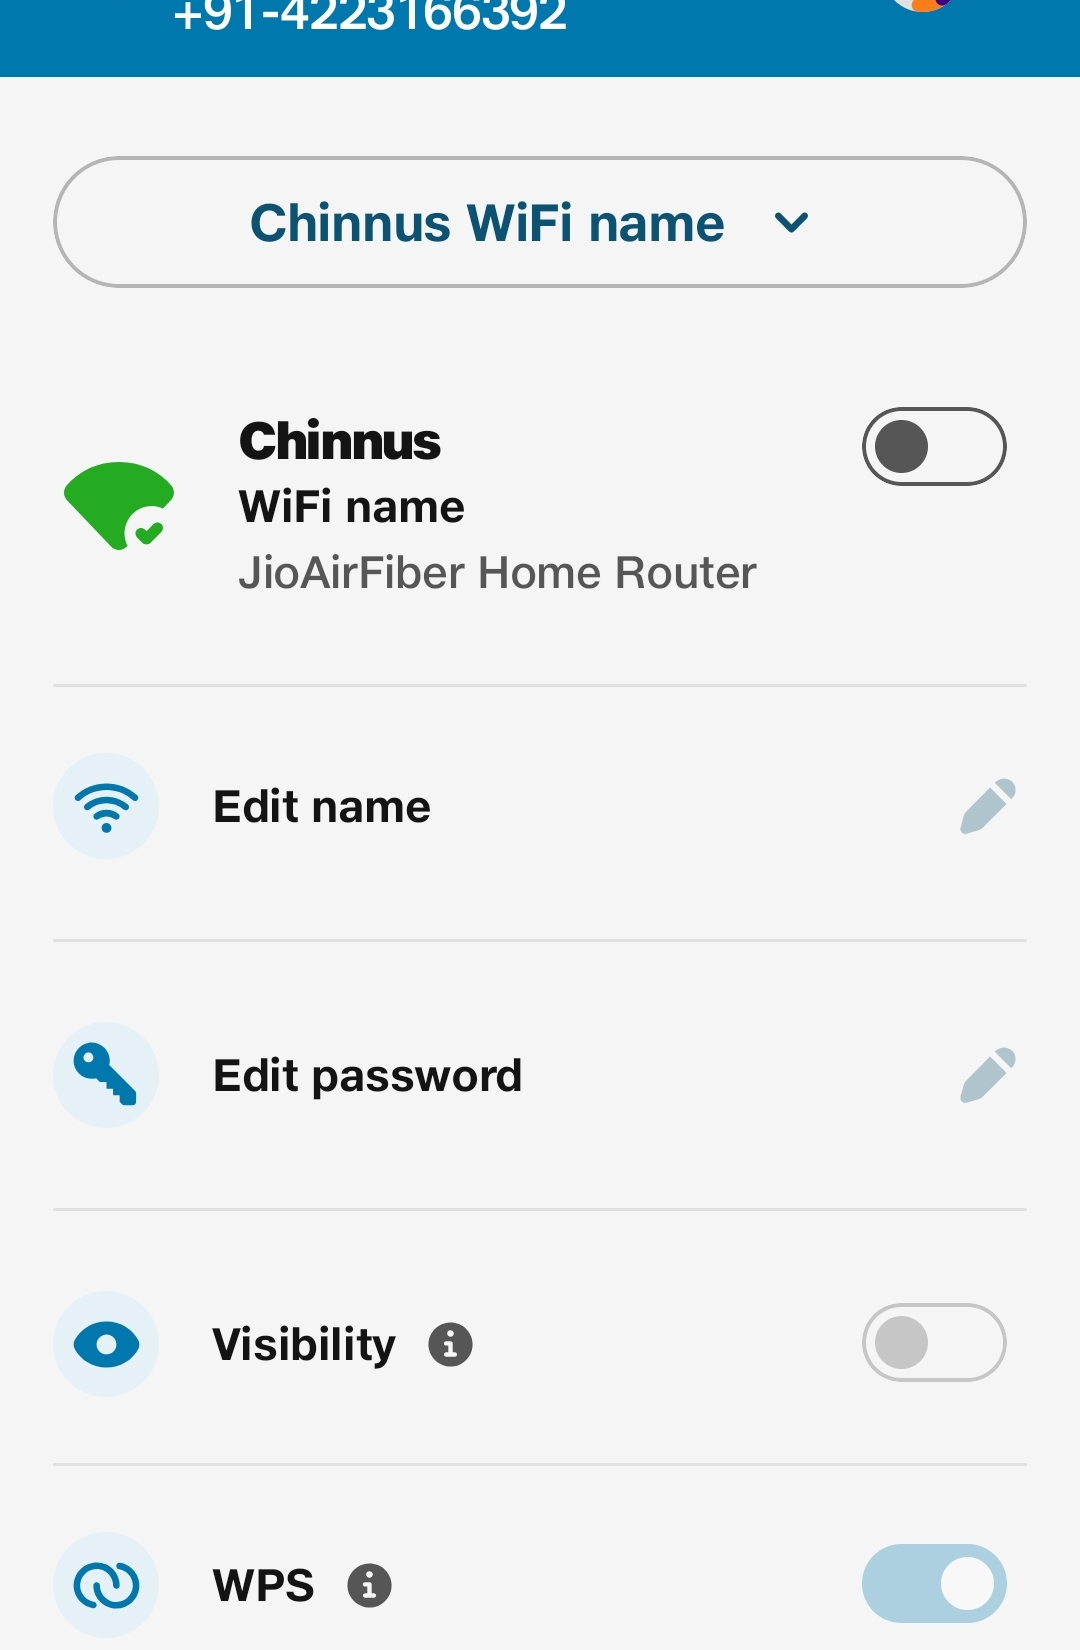 +91-4223166392
Chinnus WiFi name
Chinnus
WiFi name
JioAirFiber Home Router
Edit name
Edit password
Visibility
WPS